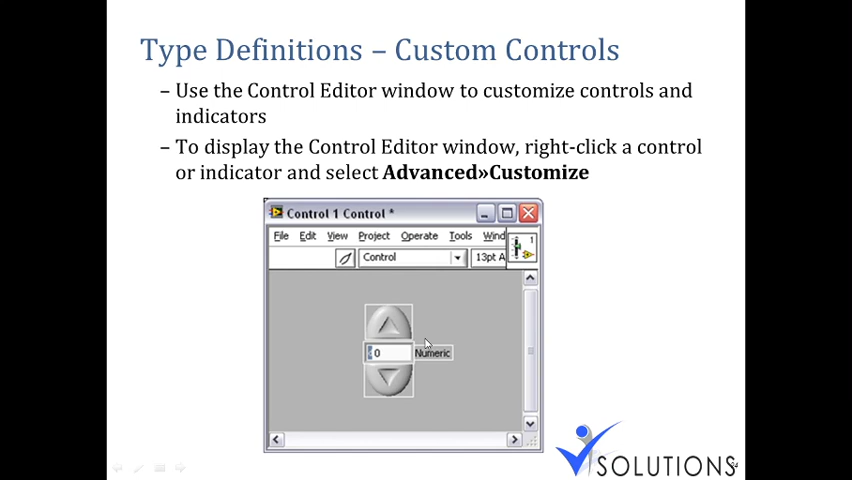 Type Definitions – Custom Controls
– Use the Control Editor window to customize controls and
indicators
– To display the Control Editor window, right-click a control
or indicator and select Advanced»Customize
Control 1 Control *
File Edit View Project Operate Tools Wind
1
Control 13pt A
0 Numeric
SOLUTIONS